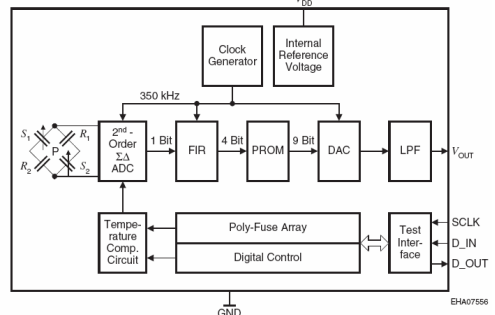 DD
Clock
Generator
Internal
Reference
Voltage
350 kHz
S1
R1
P
R2
S2
2nd -
Order
ΣΔ
ADC
1 Bit
FIR
4 Bit
PROM
9 Bit
DAC
LPF
VOUT
Tempe-
rature
Comp.
Circuit
Poly-Fuse Array
Digital Control
Test
Inter-
face
SCLK
D_IN
D_OUT
EHA07556
GND